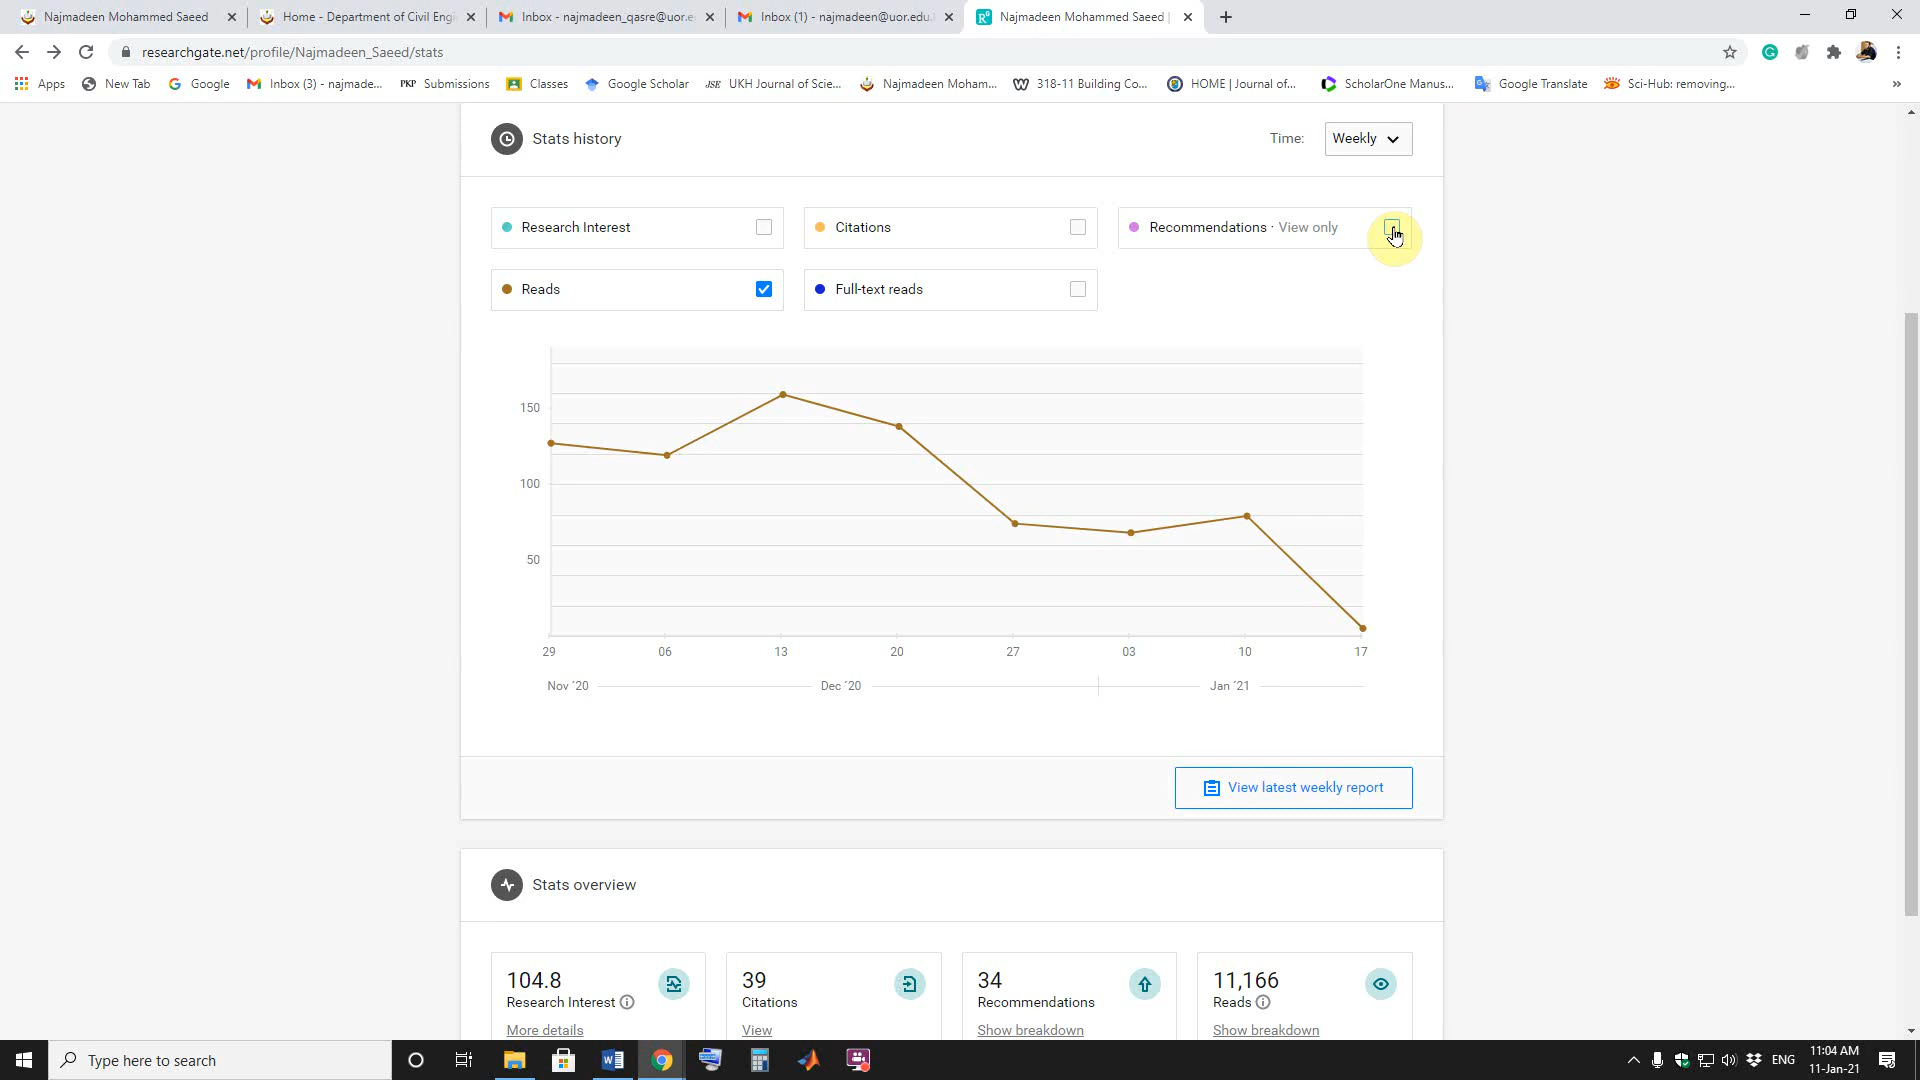 Najmadeen Mohammed Saeed
Home - Department of Civil Engi
Inbox - najmadeen_qasre@uor.e
Inbox (1) - najmadeen@uor.edu.
Najmadeen Mohammed Saeed |
researchgate.net/profile/Najmadeen_Saeed/stats
Apps
New Tab
Google
Inbox (3) - najmade...
PKP Submissions
Classes
Google Scholar
JSE UKH Journal of Scie...
Najmadeen Moham...
318-11 Building Co...
HOME | Journal of...
ScholarOne Manus...
Google Translate
Sci-Hub: removing...
»
Stats history
Time:
Weekly
Research Interest
Citations
Recommendations · View only
Reads
Full-text reads
150
100
50
29 06 13 20 27 03 10 17
Nov ´20 Dec ´20 Jan ´21
View latest weekly report
Stats overview
104.8
Research Interest
More details
39
Citations
View
34
Recommendations
Show breakdown
11,166
Reads
Show breakdown
Type here to search
ENG
11:04 AM
11-Jan-21